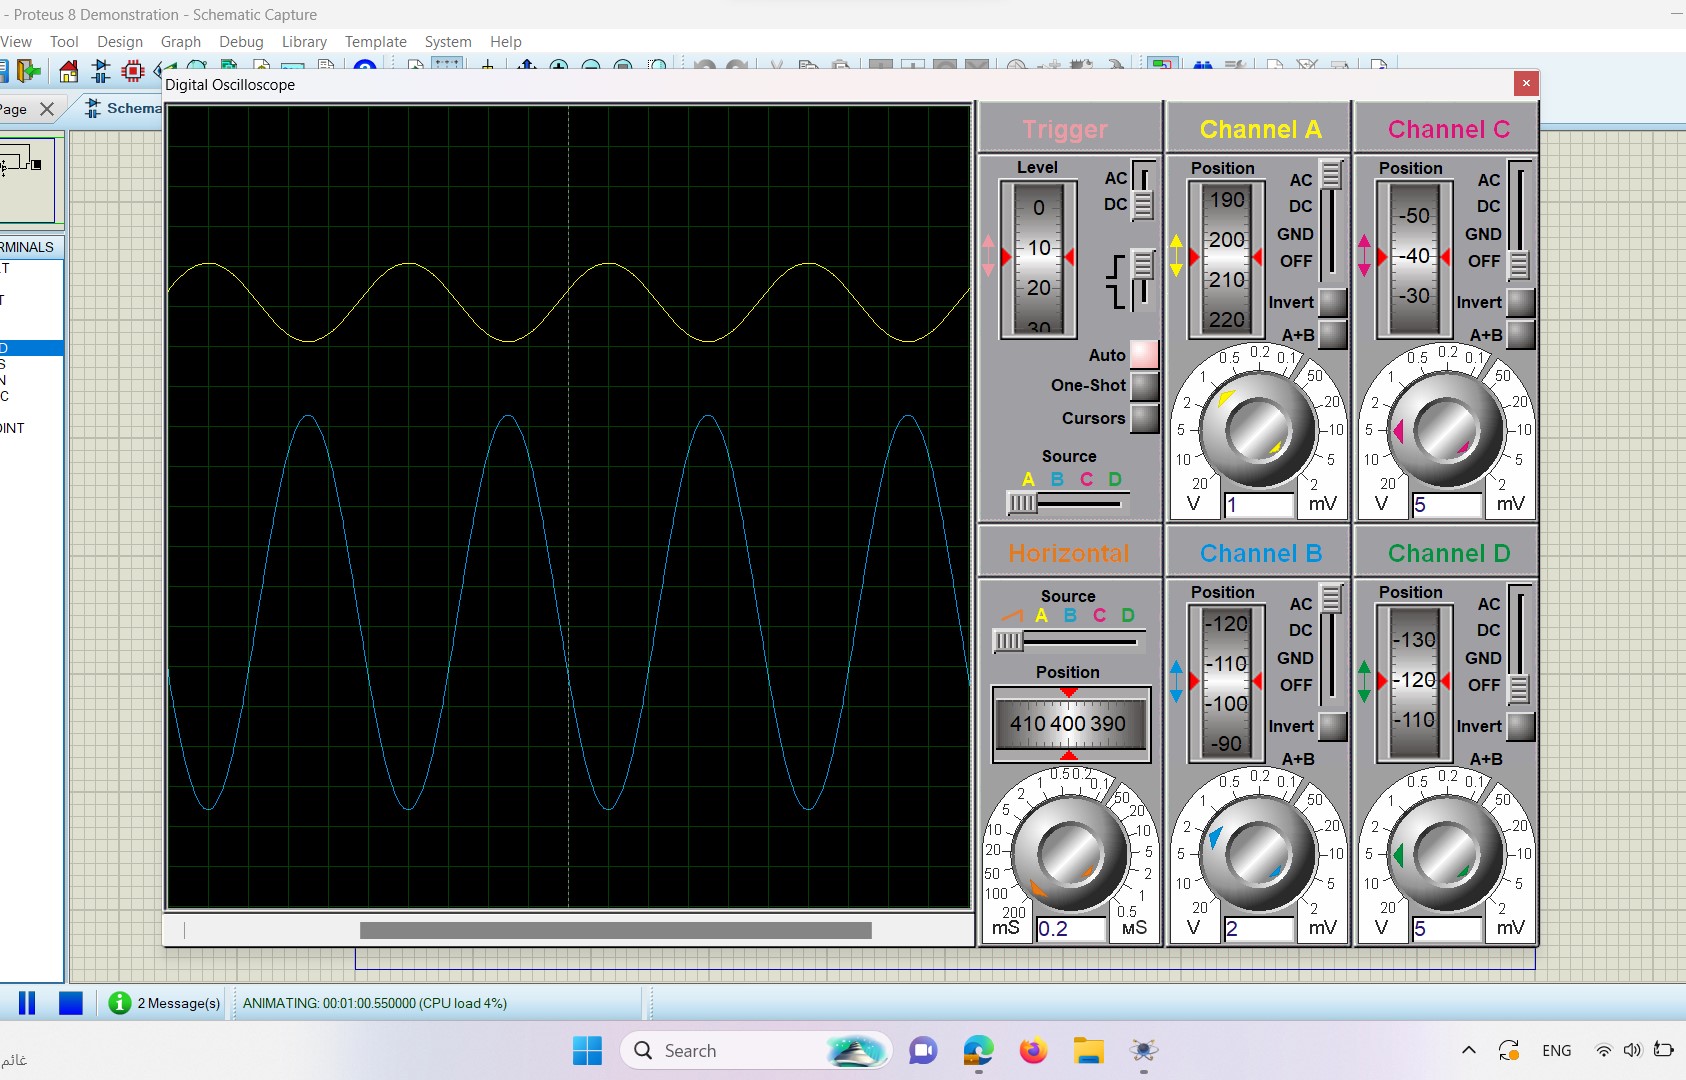 - Proteus 8 Demonstration - Schematic Capture
View Tool Design Graph Debug Library Template System Help
Digital Oscilloscope
Page
Schema
RMINALS
T
T
D
S
N
C
OINT
Trigger
Level
0
10
20
30
AC
DC
Auto
One-Shot
Cursors
Source
A B C D
Channel A
Position
190
200
210
220
AC
DC
GND
OFF
Invert
A+B
20 10 5 2 1 0.5 0.2 0.1 50 20 10 5 2
V 1 mV
Channel C
Position
-50
-40
-30
AC
DC
GND
OFF
Invert
A+B
20 10 5 2 1 0.5 0.2 0.1 50 20 10 5 2
V 5 mV
Horizontal
Source
A B C D
Position
410 400 390
200 100 50 20 10 5 2 1 0.5 0.2 0.1 50 20 10 5 2 1 0.5
mS 0.2 мS
Channel B
Position
-120
-110
-100
-90
AC
DC
GND
OFF
Invert
A+B
20 10 5 2 1 0.5 0.2 0.1 50 20 10 5 2
V 2 mV
Channel D
Position
-130
-120
-110
AC
DC
GND
OFF
Invert
A+B
20 10 5 2 1 0.5 0.2 0.1 50 20 10 5 2
V 5 mV
2 Message(s)
ANIMATING: 00:01:00.550000 (CPU load 4%)
غائم
Search
ENG